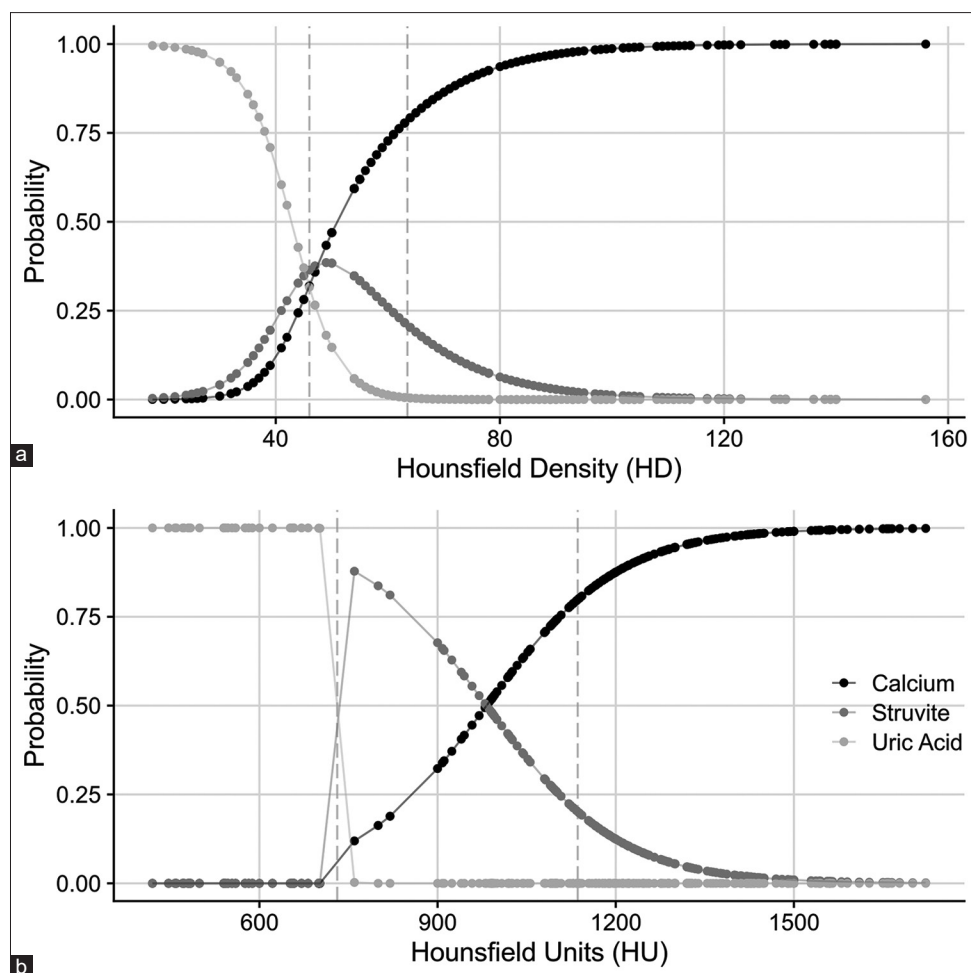 1.00
0.75
0.50
0.25
0.00
Probability
40 80 120 160
Hounsfield Density (HD)
a
1.00
0.75
0.50
0.25
0.00
Probability
Calcium
Struvite
Uric Acid
600 900 1200 1500
Hounsfield Units (HU)
b